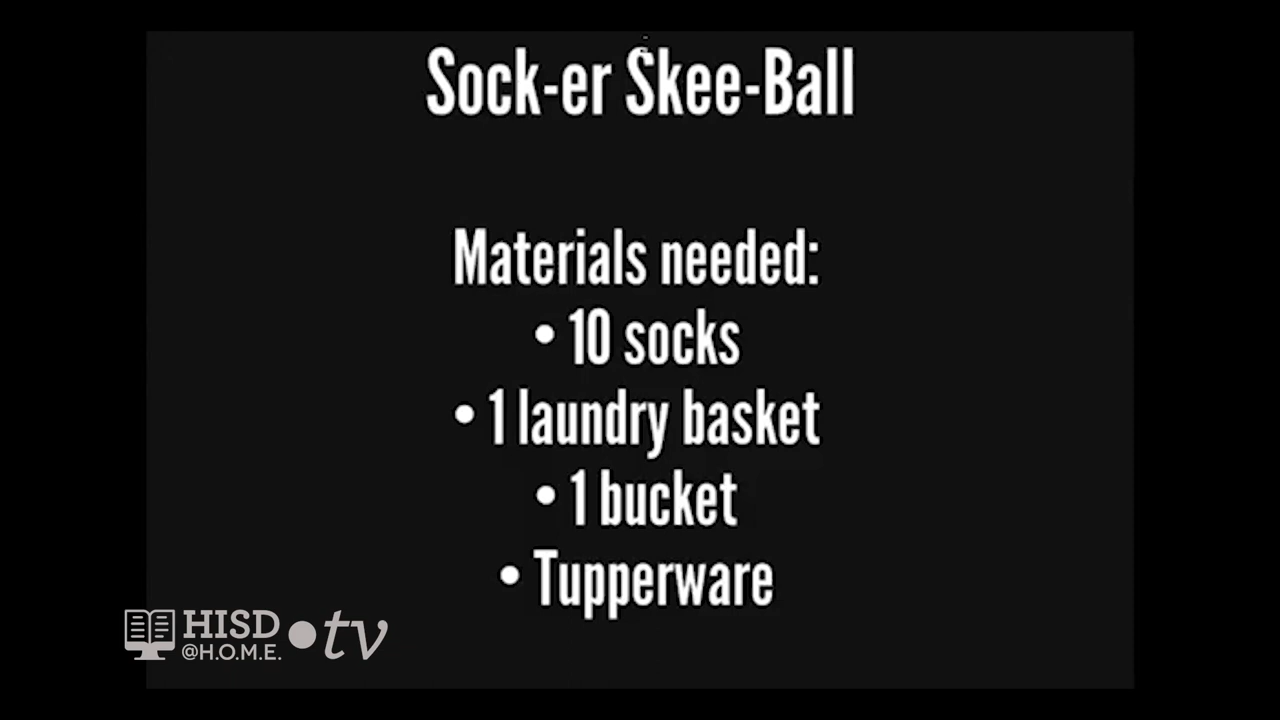 Sock-er Skee-Ball
Materials needed:
• 10 socks
• 1 laundry basket
• 1 bucket
• Tupperware
HISD
@H.O.M.E.
•tv